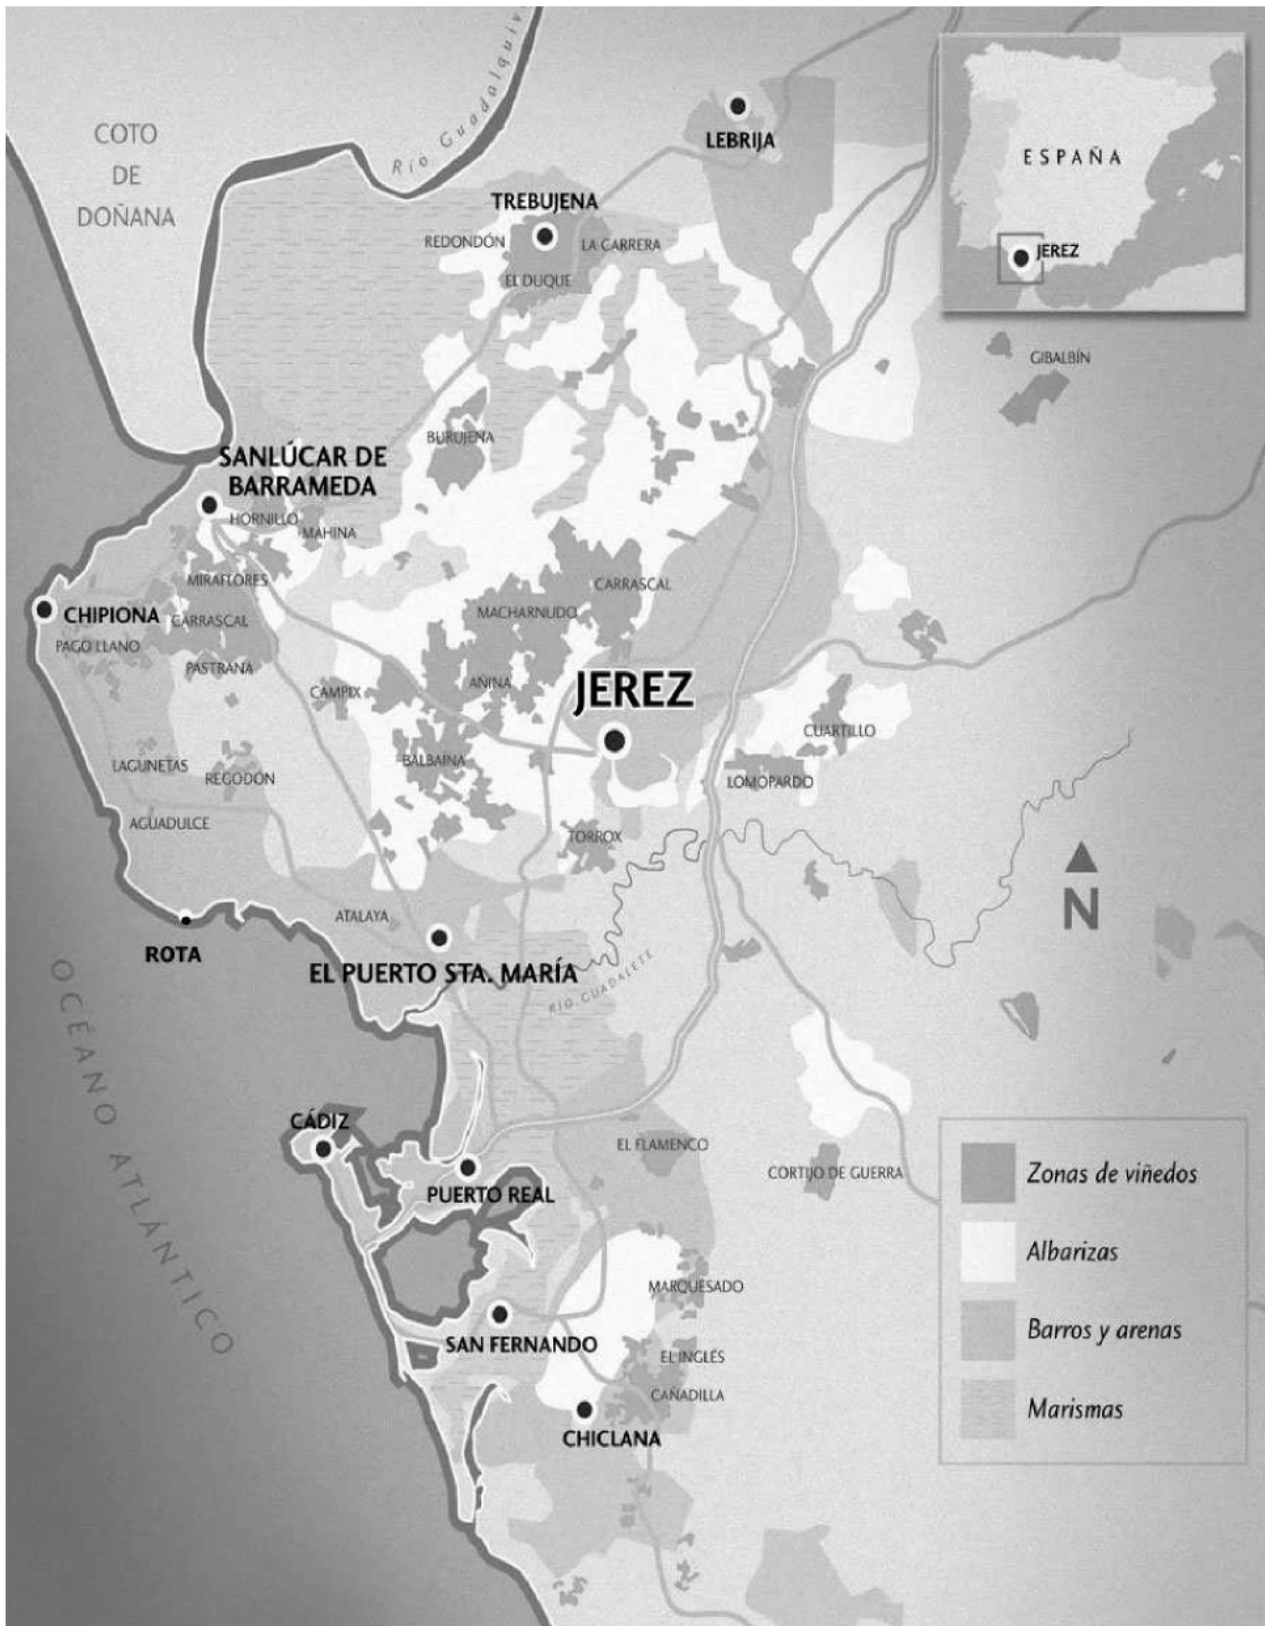 COTO
DE
DOÑANA
Río Guadalquiv
LEBRIJA
ESPAÑA
JEREZ
TREBUJENA
REDONDÓN
LA CARRERA
EL DUQUE
GIBALBÍN
BURUJENA
SANLÚCAR DE
BARRAMEDA
HORNILLO
MAHINA
MIRAFLORES
CARRASCAL
MACHARNUDO
CHIPIONA
CARRASCAL
PAGO LLANO
PASTRANA
AÑINA
CAMPIX
JEREZ
CUARTILLO
BALBAÍNA
LAGUNETAS
REGODÓN
LOMOPARDO
AGUADULCE
TORROX
ATALAYA
N
ROTA
EL PUERTO STA. MARÍA
RÍO GUADALETE
OCÉANO ATLÁNTICO
CÁDIZ
EL FLAMENCO
CORTIJO DE GUERRA
PUERTO REAL
MARQUESADO
SAN FERNANDO
EL INGLÉS
CAÑADILLA
CHICLANA
Zonas de viñedos
Albarizas
Barros y arenas
Marismas